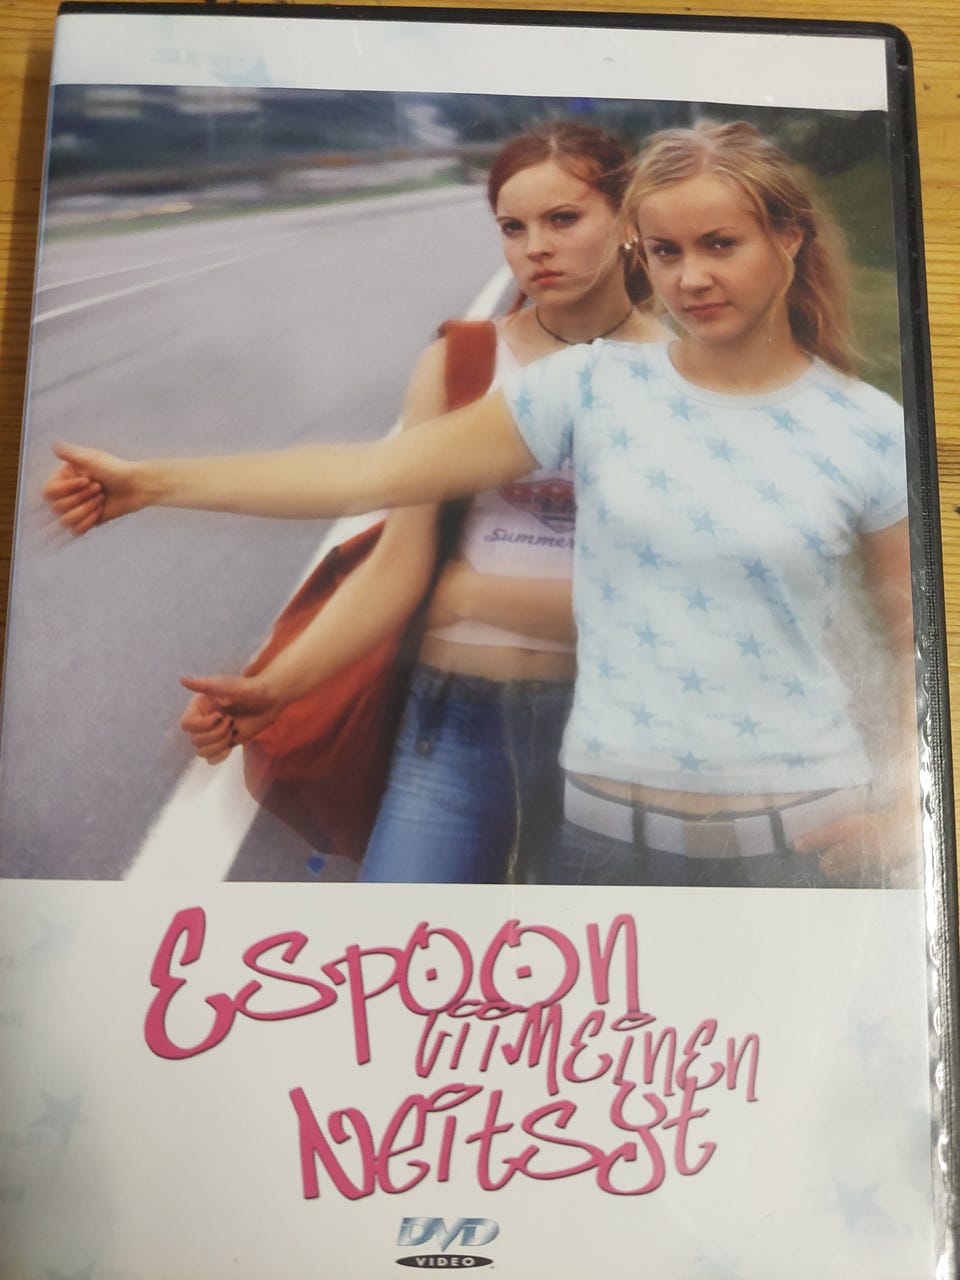 Summer
Espoon
viimeinen
Neitsyt
DVD
VIDEO